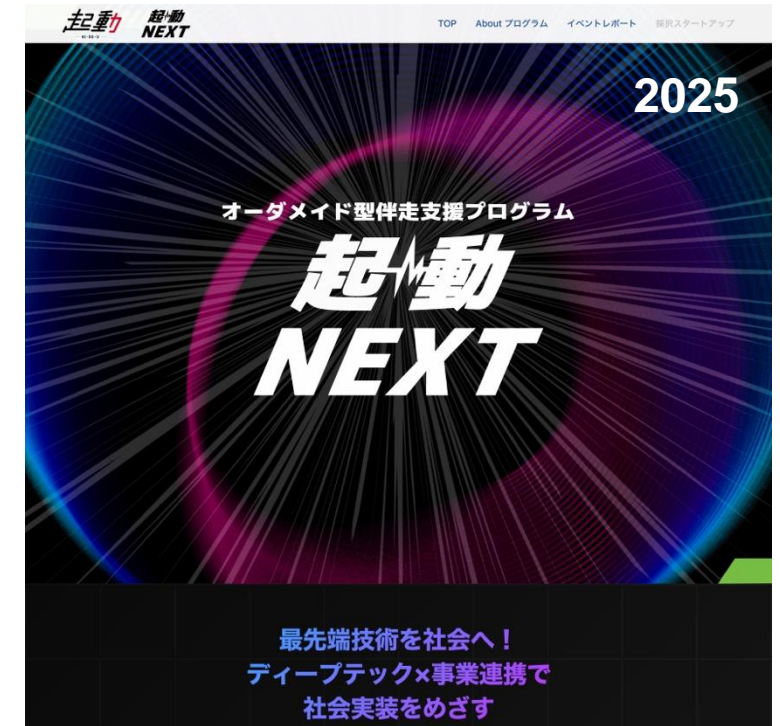 起動
起動
NEXT
TOP About プログラム イベントレポート 採択スタートアップ
2025
オーダメイド型伴走支援プログラム
起動
NEXT
最先端技術を社会へ！
ディープテック×事業連携で
社会実装をめざす